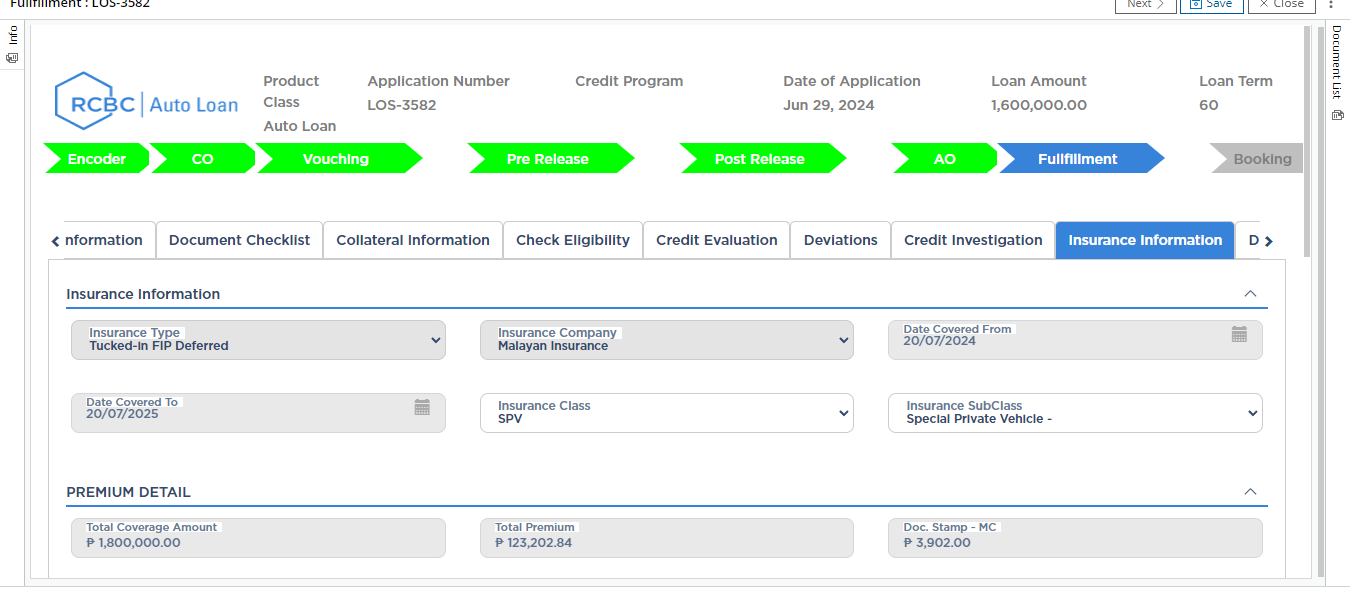 Fullfillment : LOS-3582
Next
Save
Close
Info
Document List
RCBC Auto Loan
Product Class
Auto Loan
Application Number
LOS-3582
Credit Program
Date of Application
Jun 29, 2024
Loan Amount
1,600,000.00
Loan Term
60
Encoder
CO
Vouching
Pre Release
Post Release
AO
Fullfillment
Booking
nformation
Document Checklist
Collateral Information
Check Eligibility
Credit Evaluation
Deviations
Credit Investigation
Insurance Information
D
Insurance Information
Insurance Type
Tucked-In FIP Deferred
Insurance Company
Malayan Insurance
Date Covered From
20/07/2024
Date Covered To
20/07/2025
Insurance Class
SPV
Insurance SubClass
Special Private Vehicle -
PREMIUM DETAIL
Total Coverage Amount
₱ 1,800,000.00
Total Premium
₱ 123,202.84
Doc. Stamp - MC
₱ 3,902.00